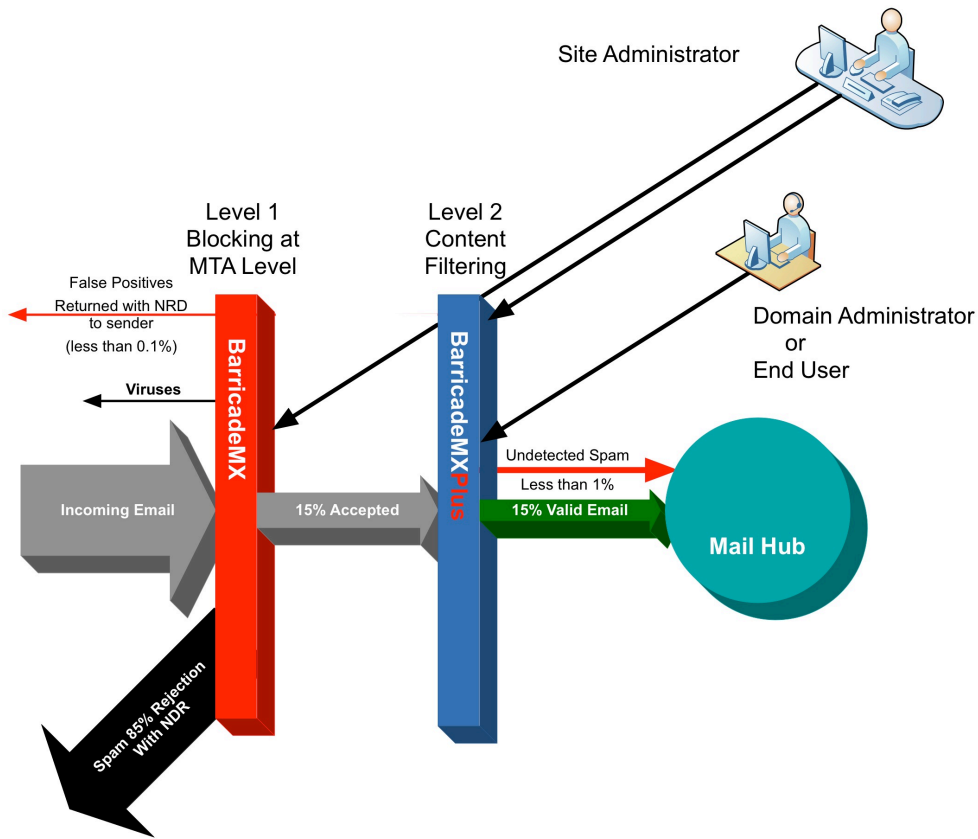 Site Administrator
Level 1
Blocking at
MTA Level
Level 2
Content
Filtering
False Positives
Returned with NRD
to sender
(less than 0.1%)
Viruses
BarricadeMX
BarricadeMXPlus
Domain Administrator
or
End User
Incoming Email
15% Accepted
Undetected Spam
Less than 1%
15% Valid Email
Mail Hub
Spam 85% Rejection
With NDR